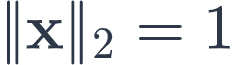 ‖𝐱‖₂ = 1